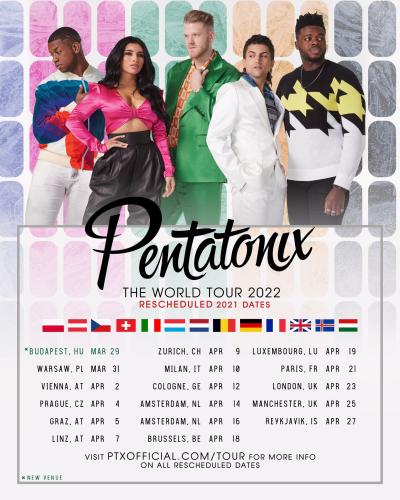 Pentatonix
THE WORLD TOUR 2022
RESCHEDULED 2021 DATES
*BUDAPEST, HU MAR 29
WARSAW, PL MAR 31
VIENNA, AT APR 2
PRAGUE, CZ APR 4
GRAZ, AT APR 5
LINZ, AT APR 7
ZURICH, CH APR 9
MILAN, IT APR 10
COLOGNE, DE APR 12
AMSTERDAM, NL APR 14
AMSTERDAM, NL APR 16
BRUSSELS, BE APR 18
LUXEMBOURG, LU APR 19
PARIS, FR APR 21
LONDON, UK APR 23
MANCHESTER, UK APR 25
REYKJAVIK, IS APR 27
VISIT PTXOFFICIAL.COM/TOUR FOR MORE INFO
ON ALL RESCHEDULED DATES
*NEW VENUE